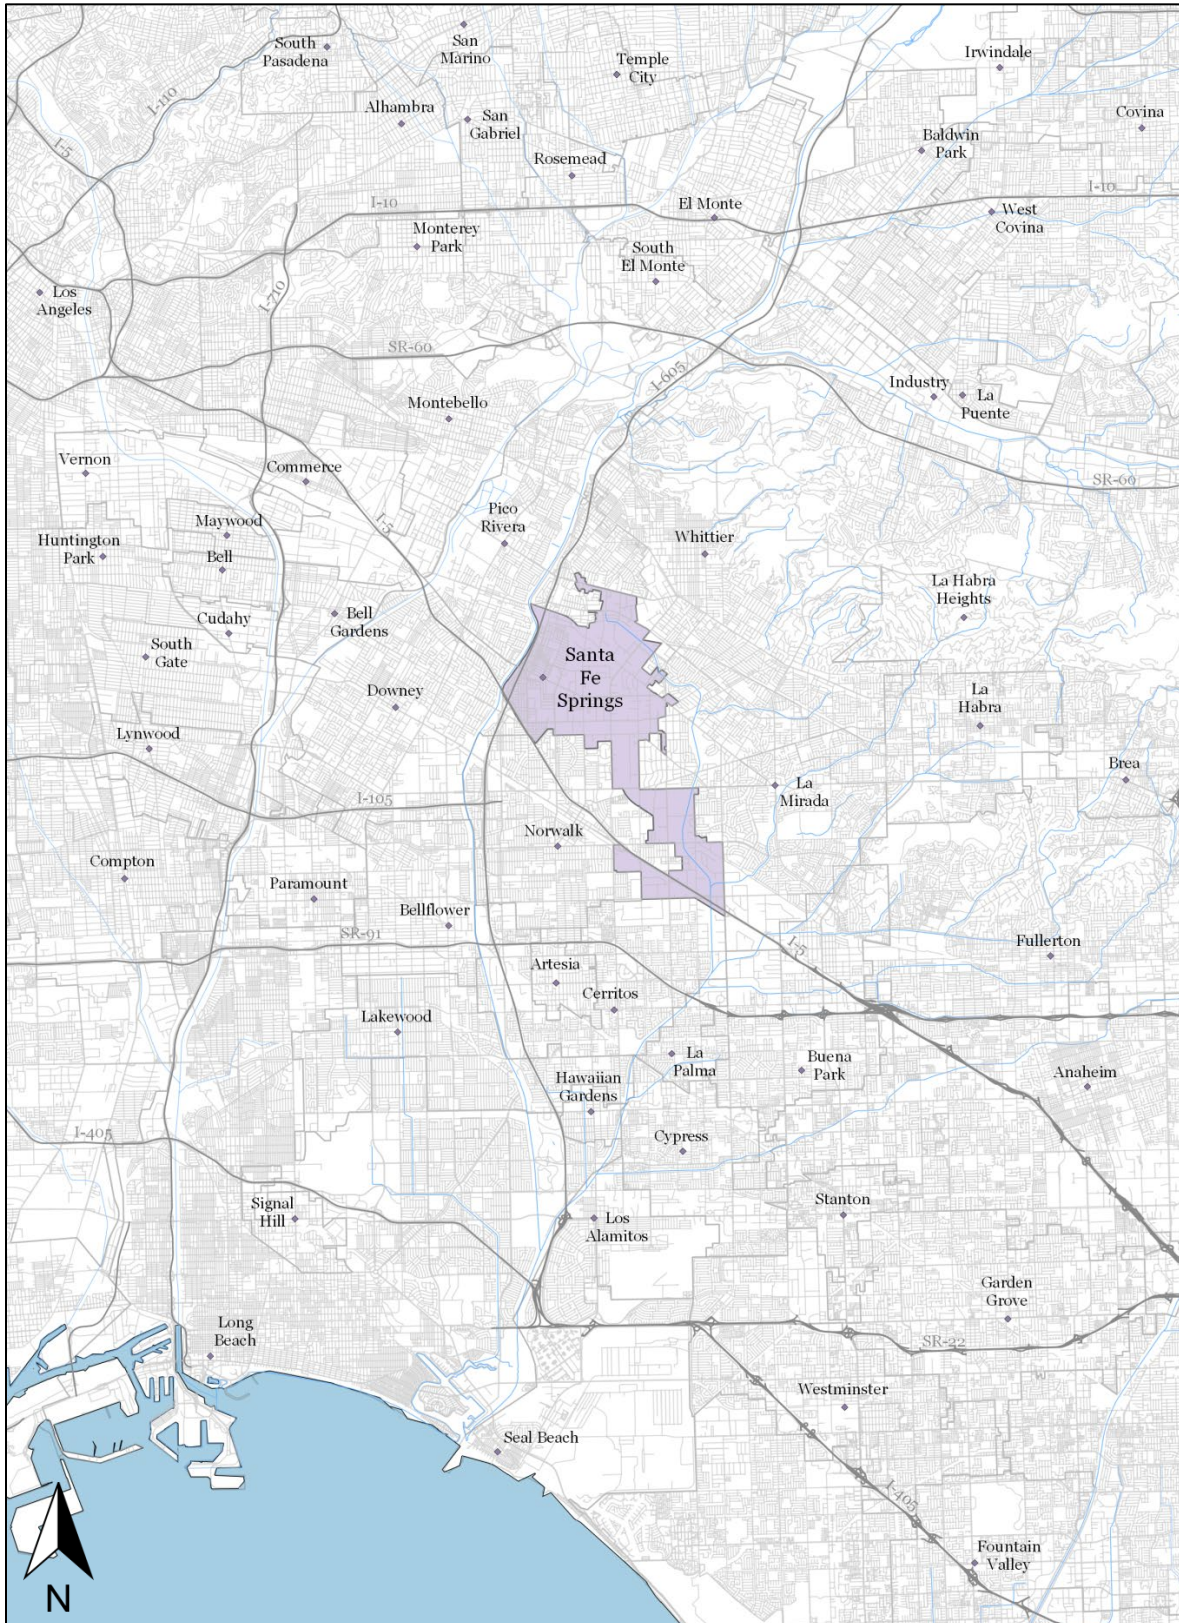 San
Marino
South
Pasadena
Temple
City
Irwindale
I-110
Alhambra
San
Gabriel
Covina
I-5
Baldwin
Park
Rosemead
I-10
I-10
El Monte
West
Covina
Monterey
Park
South
El Monte
Los
Angeles
I-710
SR-60
I-605
Industry
La
Puente
Montebello
Vernon
Commerce
SR-60
I-5
Pico
Rivera
Maywood
Whittier
Huntington
Park
Bell
La Habra
Heights
Cudahy
Bell
Gardens
South
Gate
Santa
Fe
Springs
Downey
La
Habra
Lynwood
Brea
La
Mirada
I-105
Norwalk
Compton
Paramount
Bellflower
SR-91
I-5
Fullerton
Artesia
Cerritos
Lakewood
La
Palma
Buena
Park
Anaheim
Hawaiian
Gardens
I-405
Cypress
Signal
Hill
Los
Alamitos
Stanton
Garden
Grove
Long
Beach
SR-22
Westminster
Seal Beach
I-405
Fountain
Valley
N